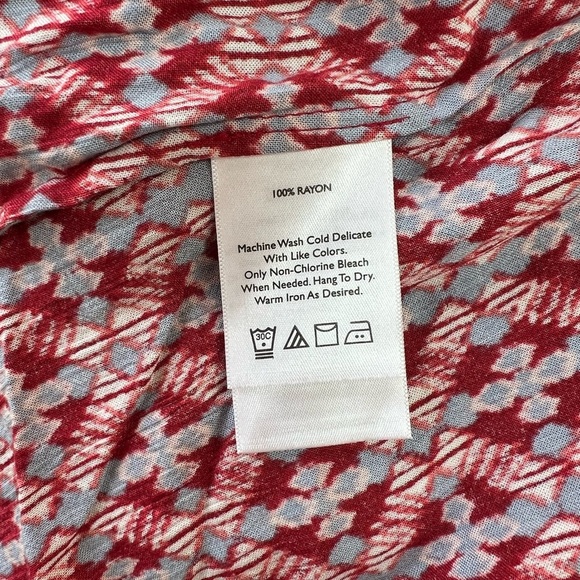 100% RAYON
Machine Wash Cold Delicate
With Like Colors.
Only Non-Chlorine Bleach
When Needed. Hang To Dry.
Warm Iron As Desired.
30C